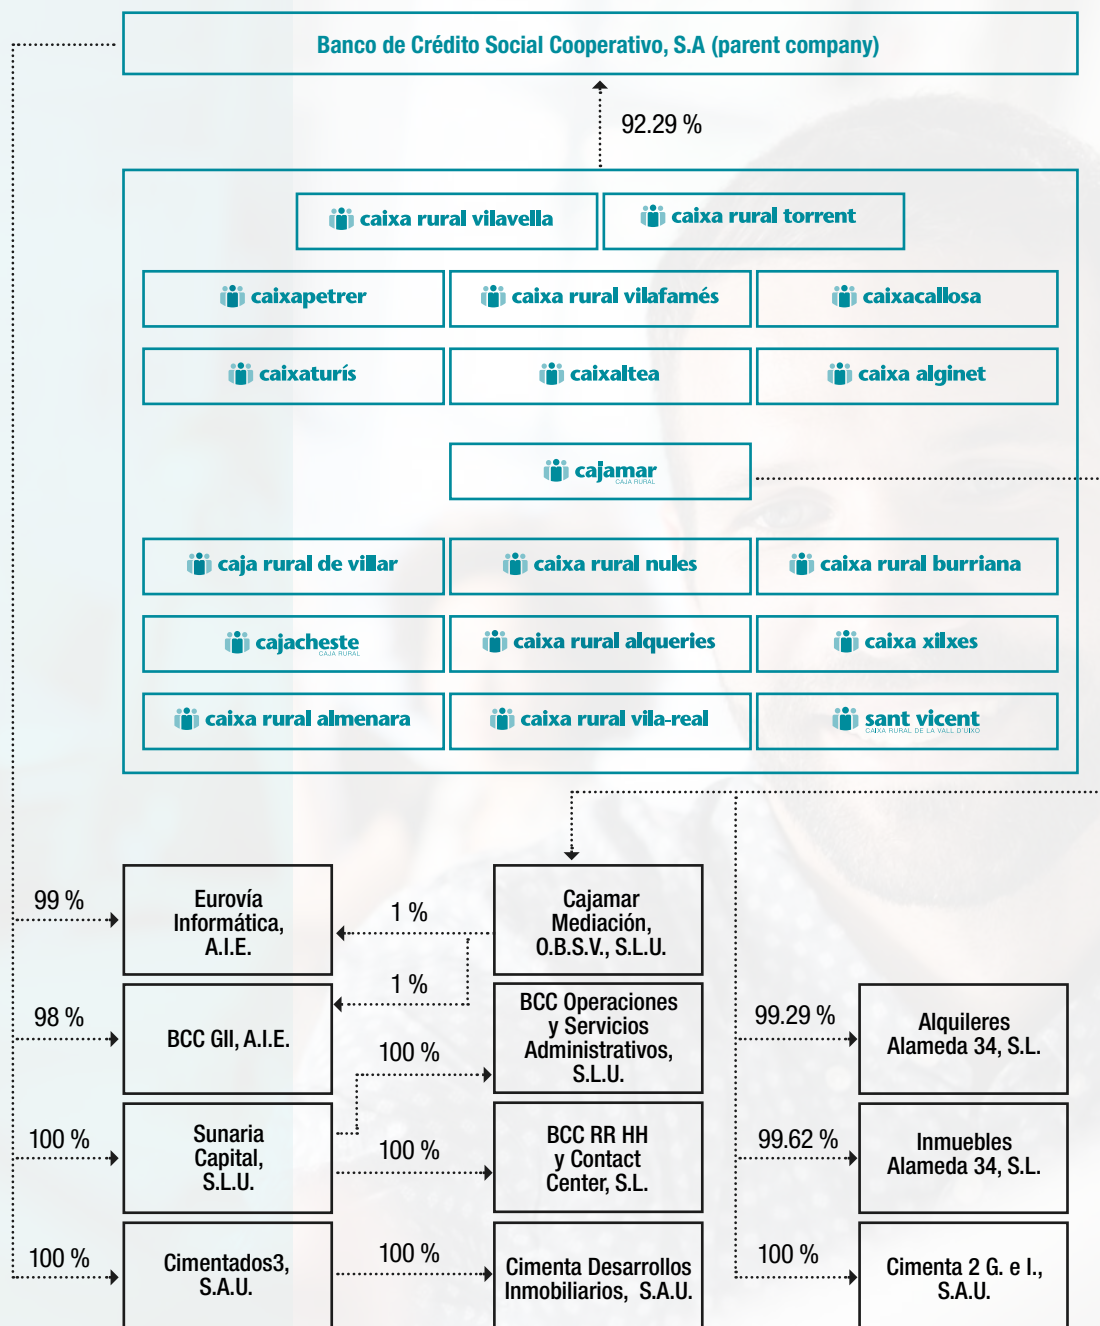 Banco de Crédito Social Cooperativo, S.A (parent company)
92.29 %
caixa rural vilavella
caixa rural torrent
caixapetrer
caixa rural vilafamés
caixacallosa
caixaturís
caixaltea
caixa alginet
cajamar
CAJA RURAL
caja rural de villar
caixa rural nules
caixa rural burriana
cajacheste
CAJA RURAL
caixa rural alqueries
caixa xilxes
caixa rural almenara
caixa rural vila-real
sant vicent
CAIXA RURAL DE LA VALL D'UIXO
99 %
Eurovía
Informática,
A.I.E.
1 %
Cajamar
Mediación,
O.B.S.V., S.L.U.
1 %
98 %
BCC GII, A.I.E.
100 %
BCC Operaciones
y Servicios
Administrativos,
S.L.U.
99.29 %
Alquileres
Alameda 34, S.L.
100 %
Sunaria
Capital,
S.L.U.
100 %
BCC RR HH
y Contact
Center, S.L.
99.62 %
Inmuebles
Alameda 34, S.L.
100 %
Cimentados3,
S.A.U.
100 %
Cimenta Desarrollos
Inmobiliarios, S.A.U.
100 %
Cimenta 2 G. e I.,
S.A.U.